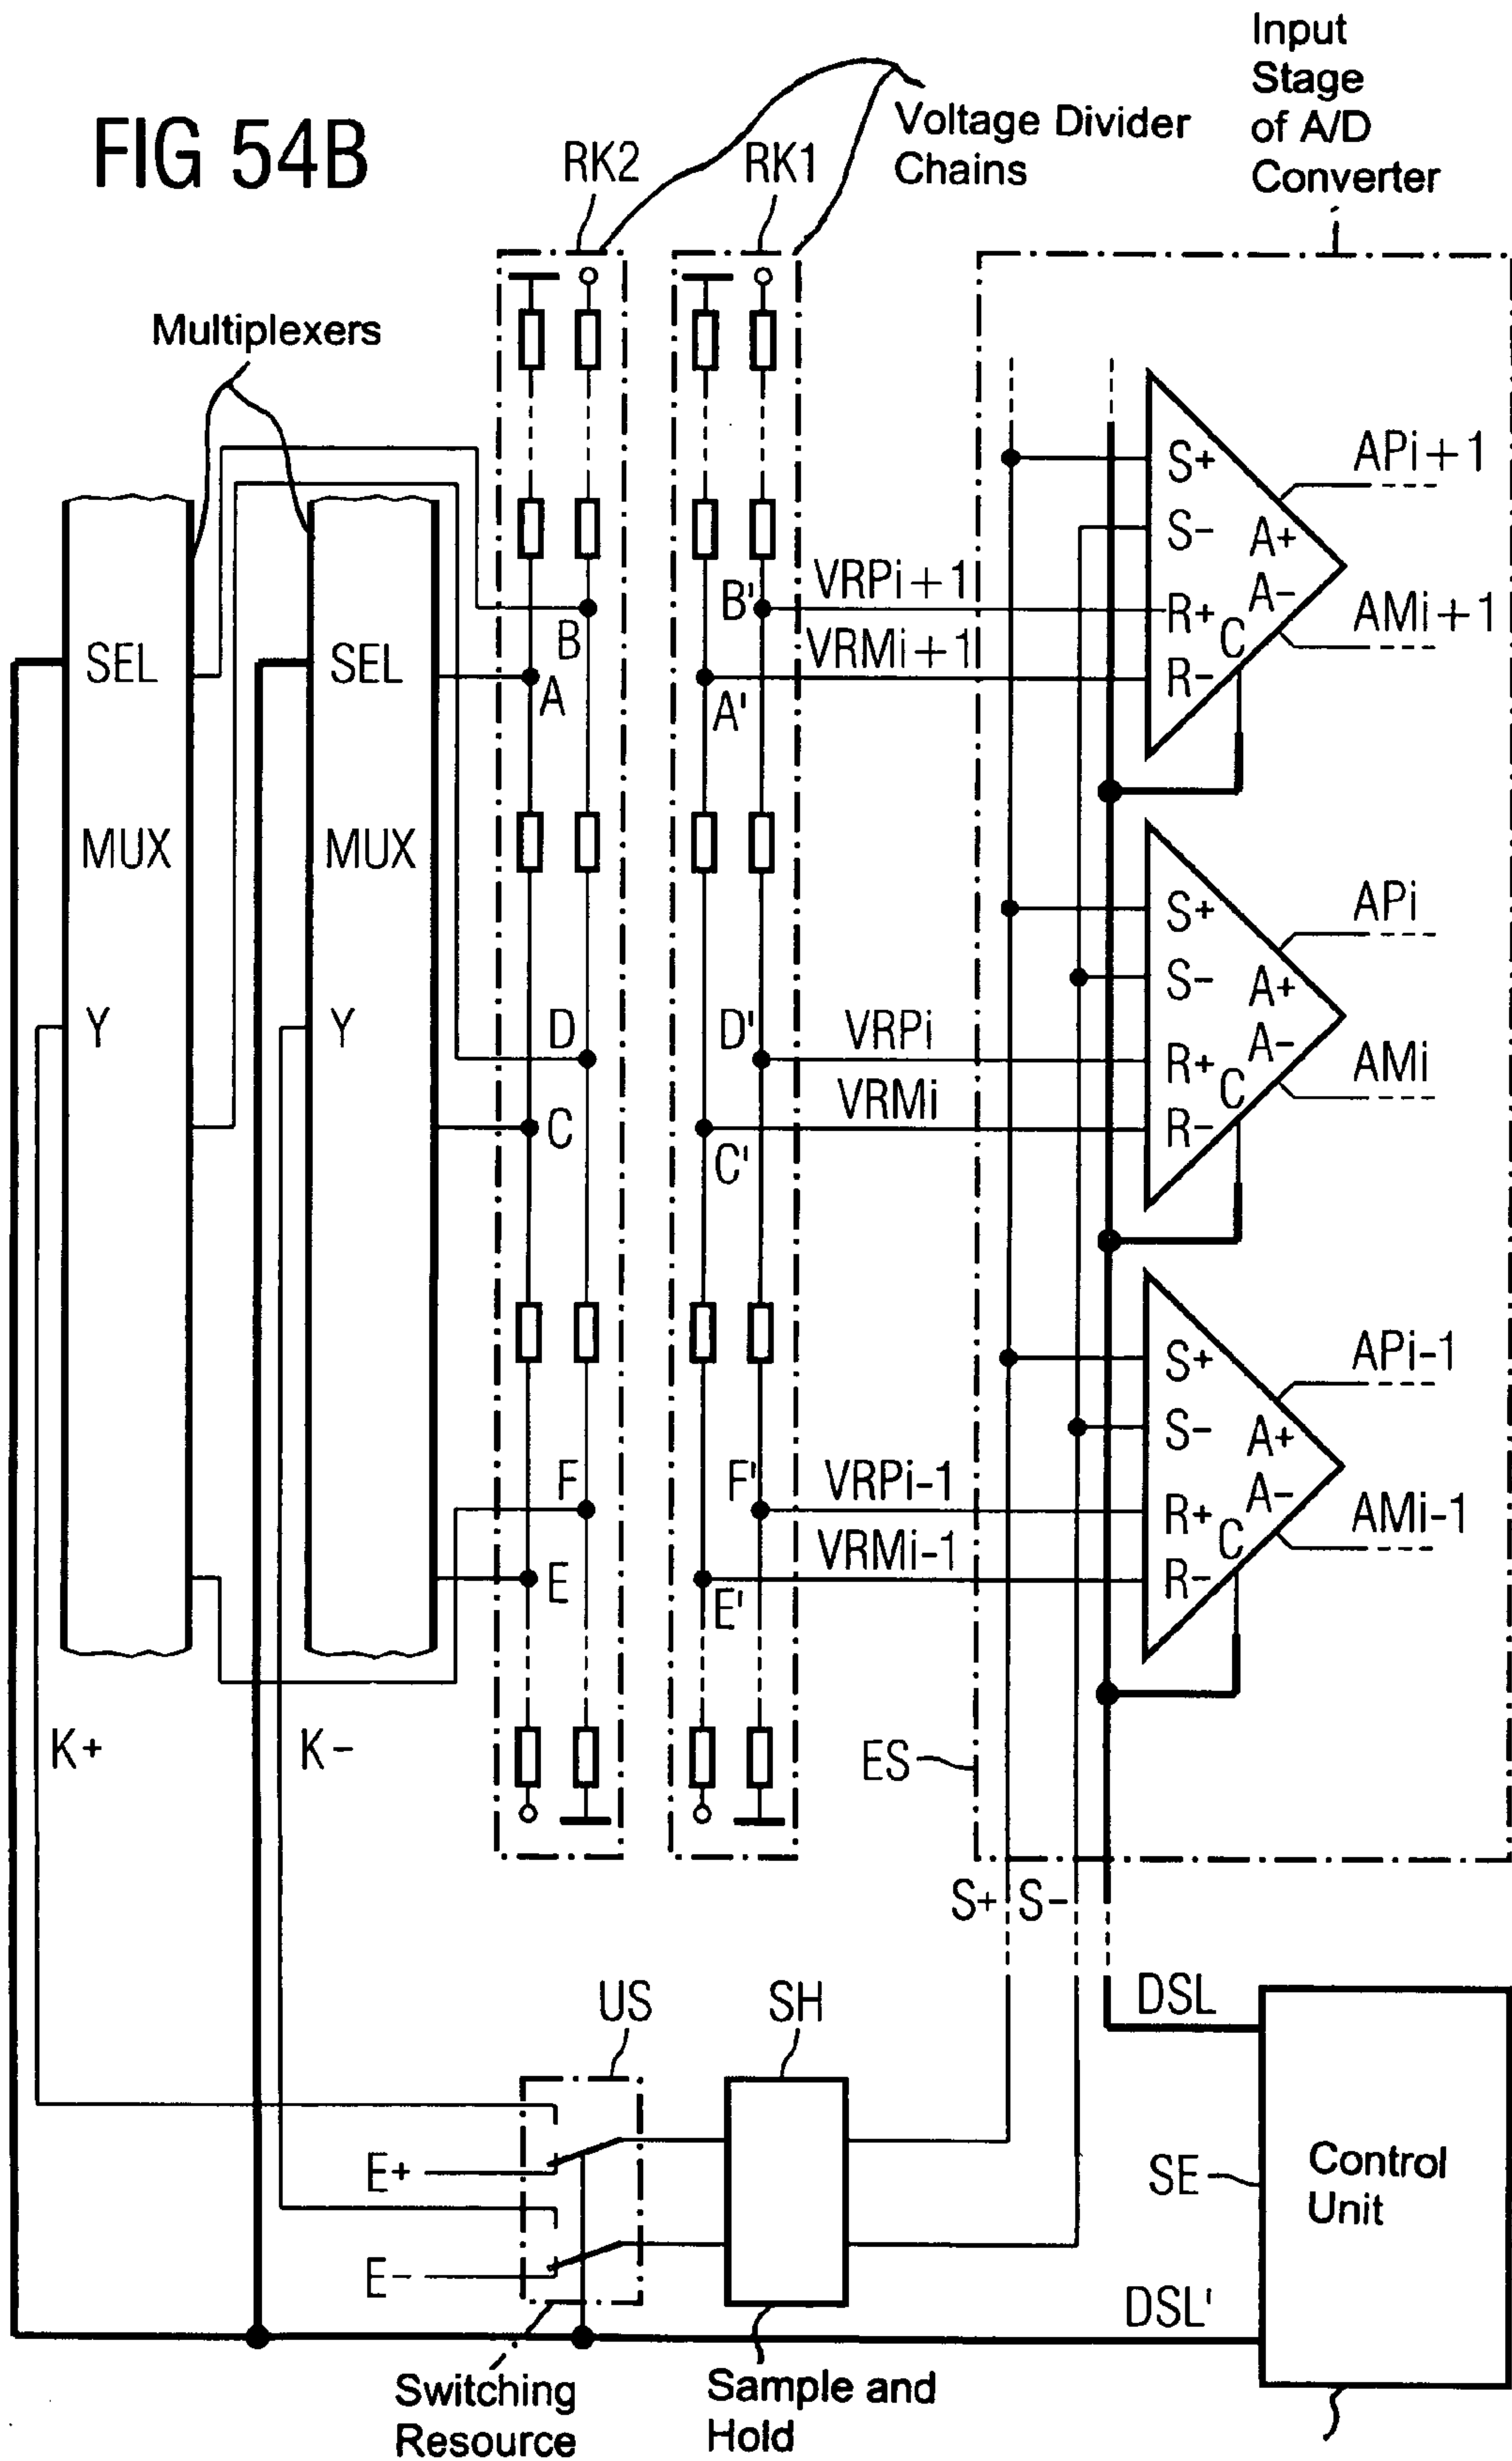 Input
Stage
of A/D
Converter
FIG 54B
Voltage Divider
Chains
RK2
RK1
Multiplexers
S+
S-
R+
R-
A+
A-
C
APi+1
AMi+1
VRPi+1
VRMi+1
B'
A'
B
A
SEL
SEL
MUX
MUX
S+
S-
R+
R-
A+
A-
C
APi
AMi
Y
Y
D
C
D'
C'
VRPi
VRMi
S+
S-
R+
R-
A+
A-
C
APi-1
AMi-1
F
E
F'
E'
VRPi-1
VRMi-1
K+
K-
ES
S+
S-
US
SH
DSL
E+
E-
SE
Control
Unit
DSL'
Switching
Resource
Sample and
Hold